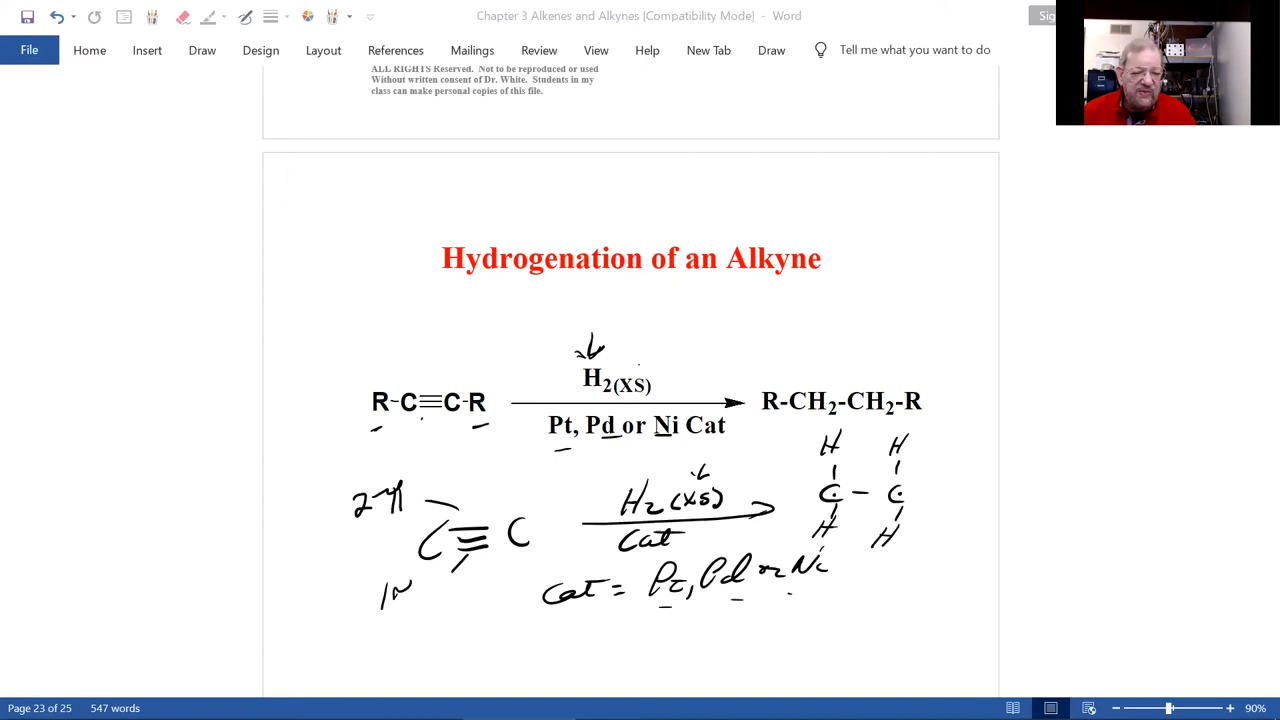 Chapter 3 Alkenes and Alkynes [Compatibility Mode] - Word
File Home Insert Draw Design Layout References Mailings Review View Help New Tab Draw Tell me what you want to do
ALL RIGHTS Reserved. Not to be reproduced or used
Without written consent of Dr. White. Students in my
class can make personal copies of this file.
Hydrogenation of an Alkyne
H2(XS)
R-C≡C-R R-CH2-CH2-R
Pt, Pd or Ni Cat
H H
H2 (XS)
2 π C - C
C ≡ C Cat H H
Cat = Pt, Pd or Ni
Page 23 of 25 547 words 90%